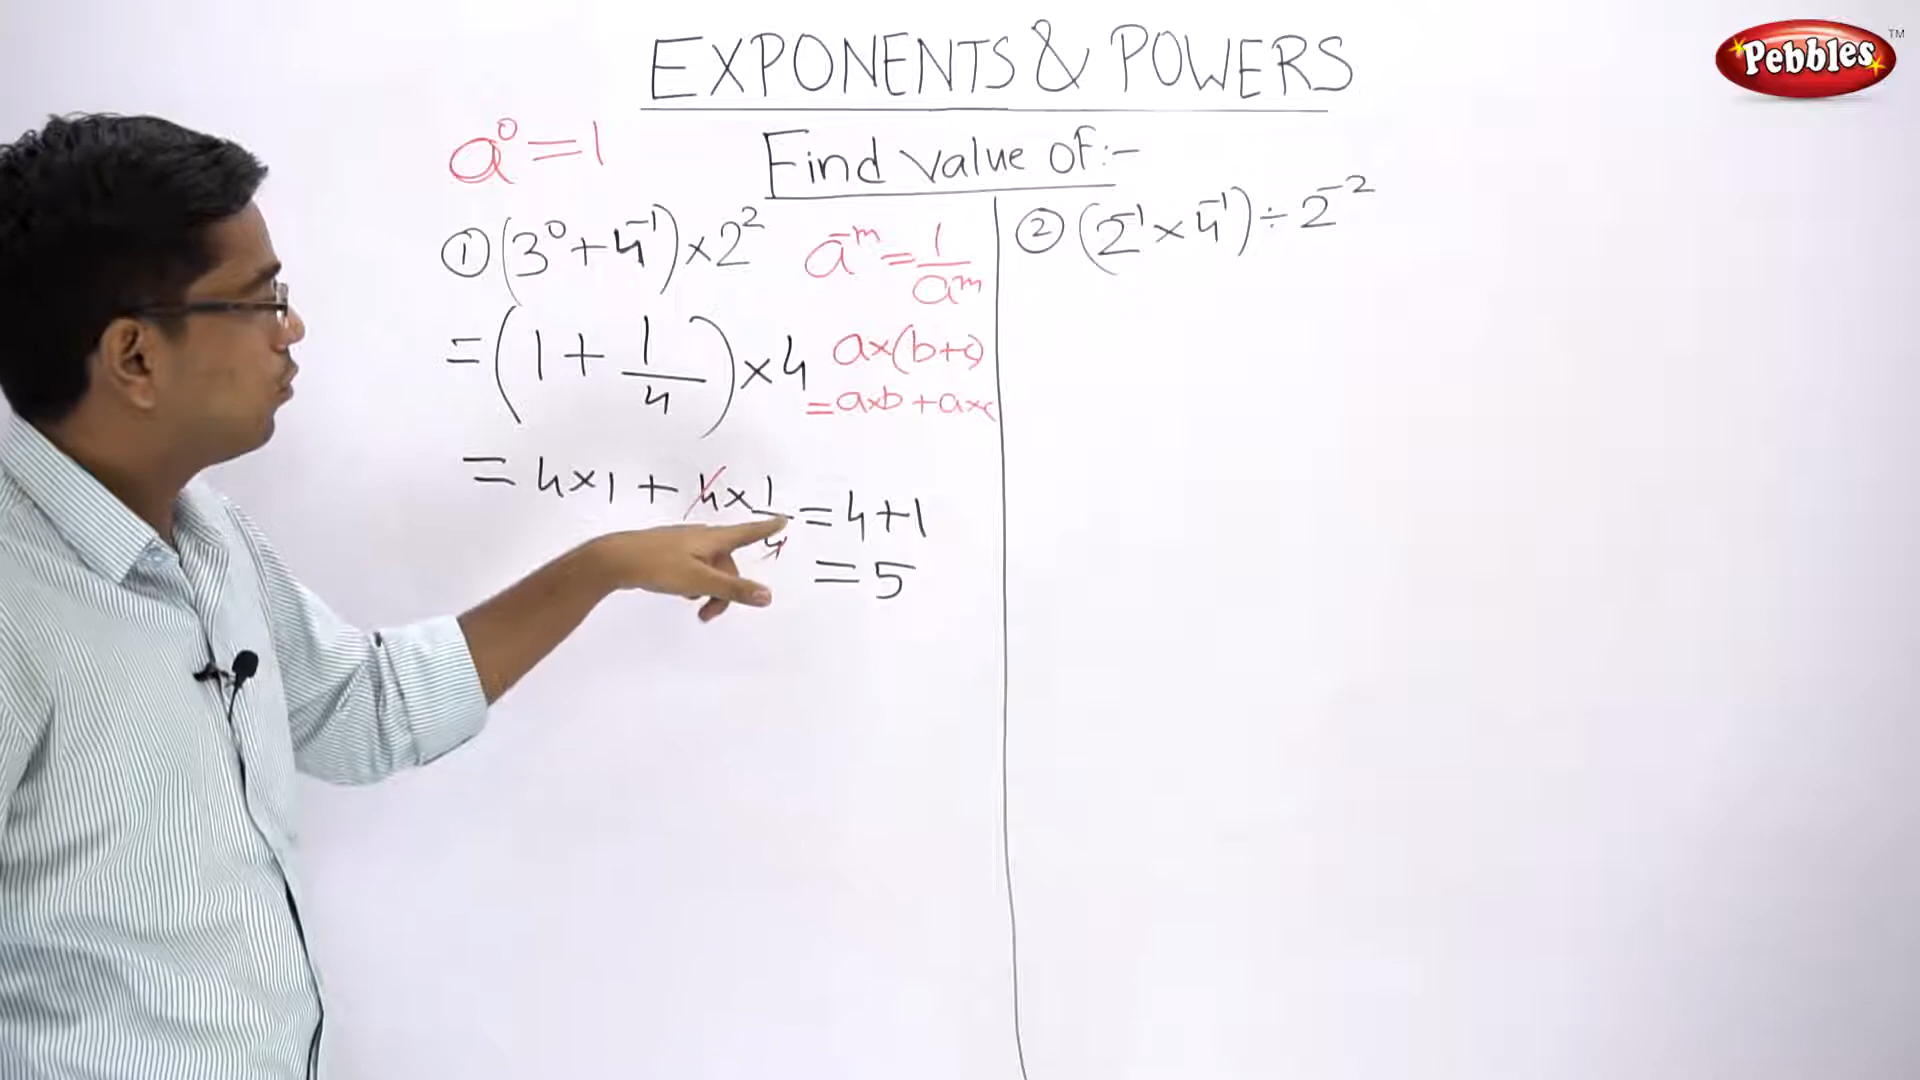 EXPONENTS & POWERS
Pebbles™
a⁰ = 1
Find value of:-
① (3⁰ + 4⁻¹) × 2²
a⁻ᵐ = 1/aᵐ
= (1 + 1/4) × 4
a×(b+c)
= a×b + a×c
= 4×1 + 4×1/4 = 4+1
= 5
② (2⁻¹ × 4⁻¹) ÷ 2⁻²